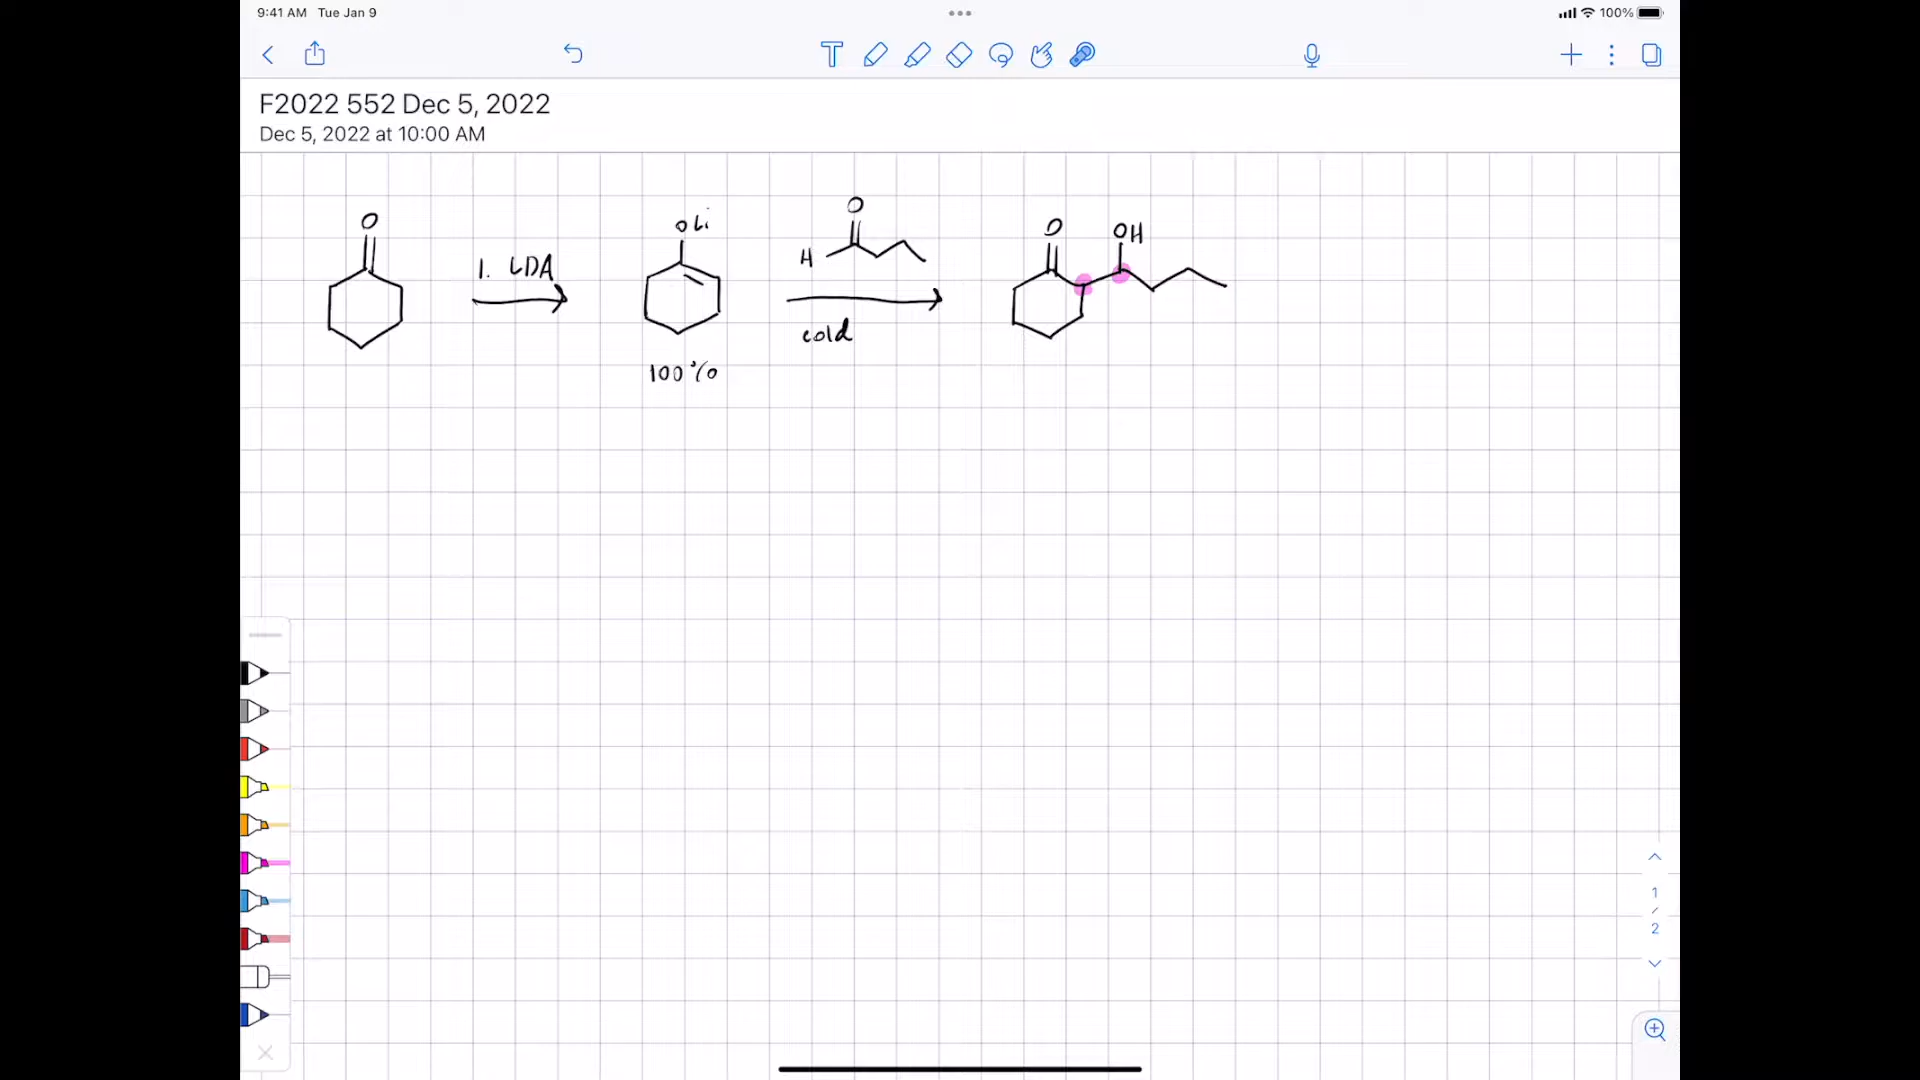 9:41 AM Tue Jan 9
100%
T
F2022 552 Dec 5, 2022
Dec 5, 2022 at 10:00 AM
O
1. LDA
OLi
100%
O
H
cold
O
OH
1
/
2